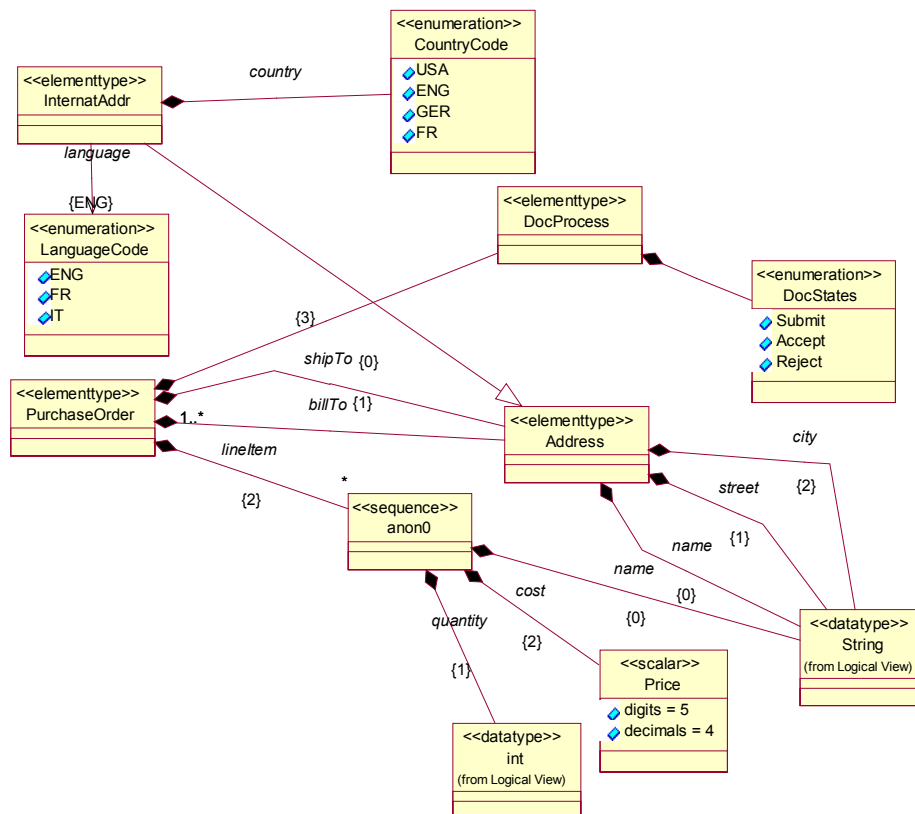 <<enumeration>>
CountryCode
USA
ENG
GER
FR
country
<<elementtype>>
InternatAddr
language
{ENG}
<<enumeration>>
LanguageCode
ENG
FR
IT
<<elementtype>>
DocProcess
<<enumeration>>
DocStates
Submit
Accept
Reject
{3}
shipTo
{0}
billTo
{1}
<<elementtype>>
PurchaseOrder
1..*
lineItem
{2}
*
<<elementtype>>
Address
city
{2}
street
{1}
name
{0}
<<sequence>>
anon0
name
{0}
cost
{2}
quantity
{1}
<<datatype>>
String
(from Logical View)
<<scalar>>
Price
digits = 5
decimals = 4
<<datatype>>
int
(from Logical View)